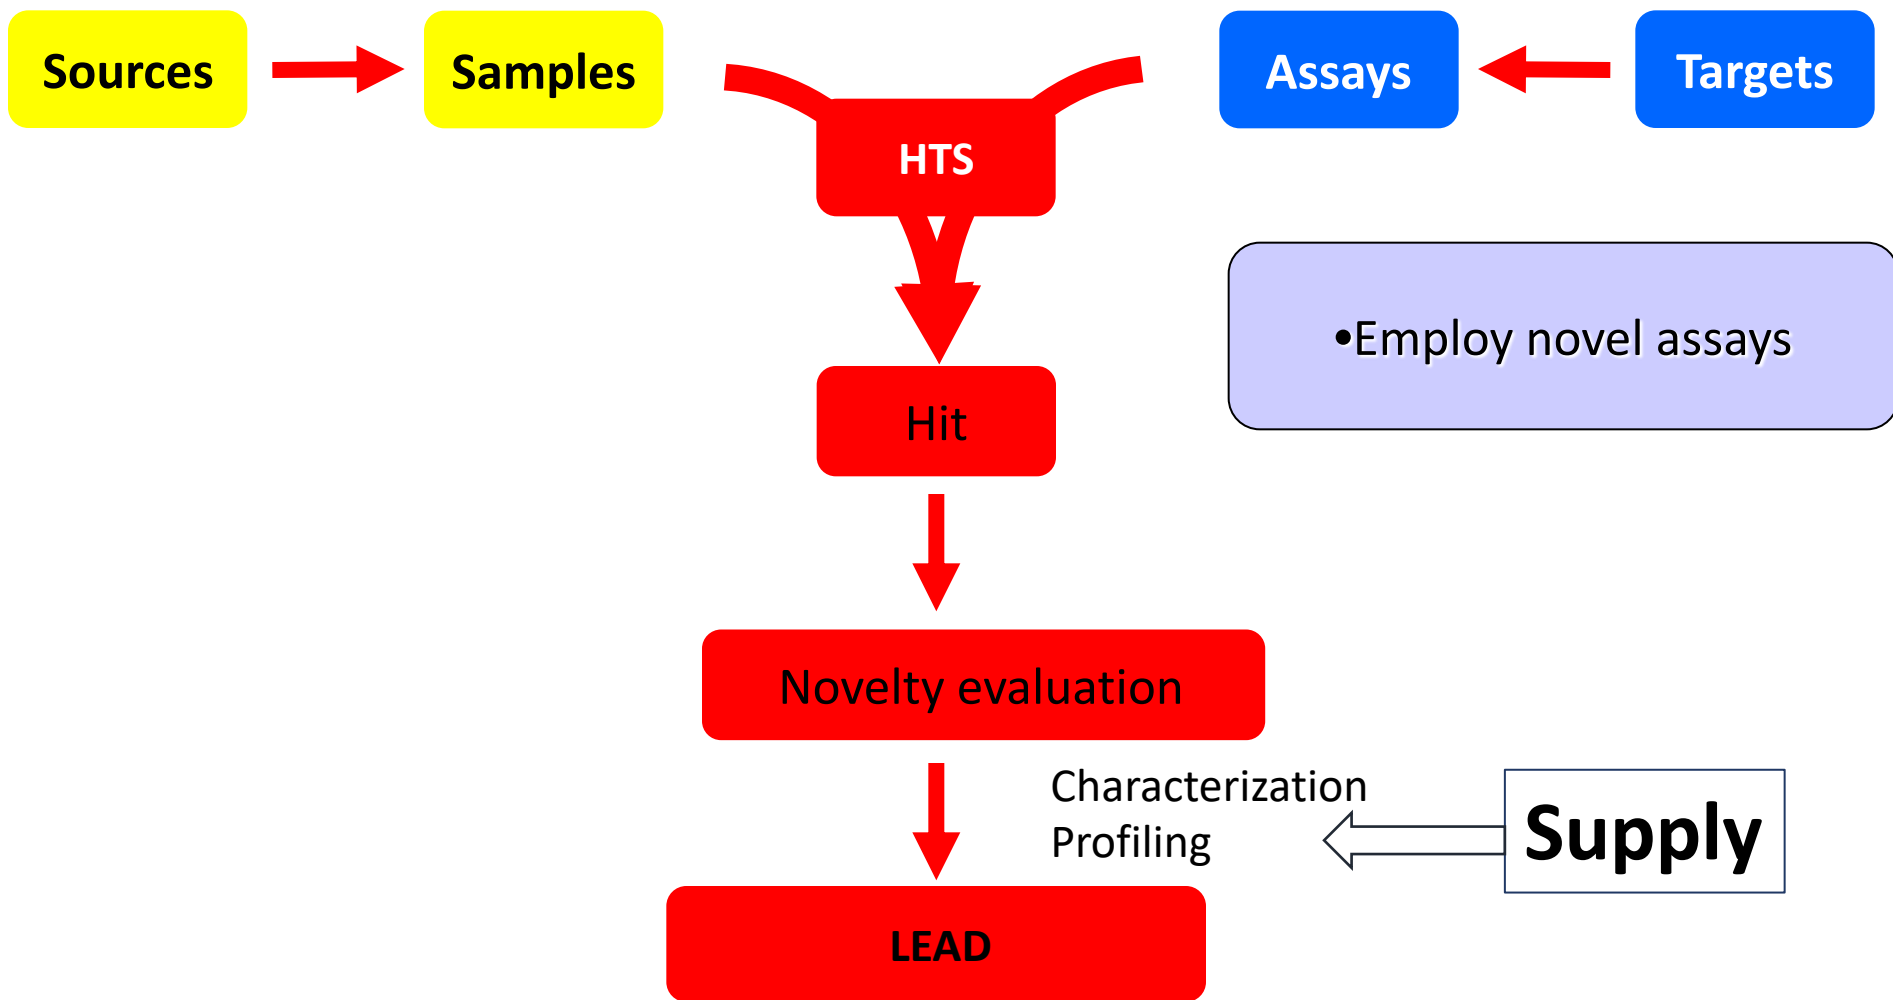 Sources
Samples
Assays
Targets
HTS
•Employ novel assays
Hit
Novelty evaluation
Characterization
Profiling
Supply
LEAD